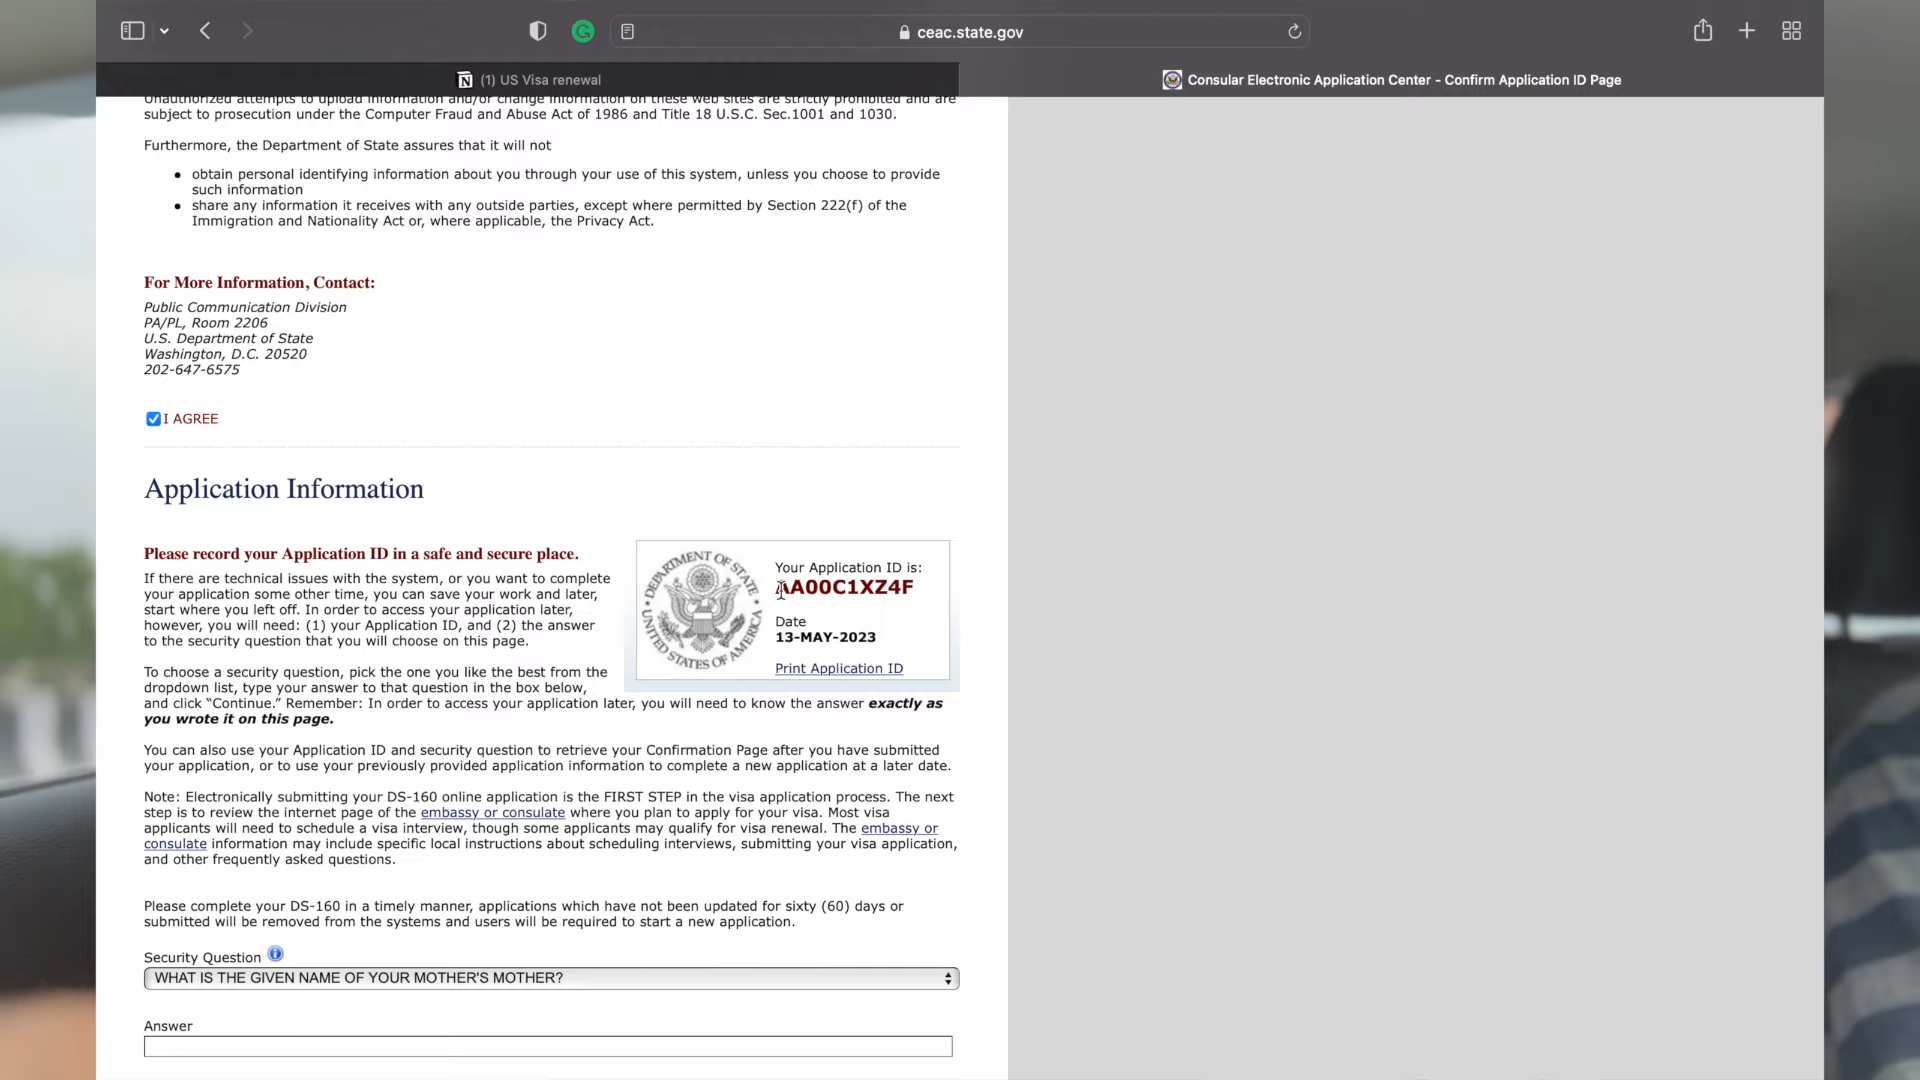 ceac.state.gov
(1) US Visa renewal
Consular Electronic Application Center - Confirm Application ID Page
Unauthorized attempts to upload information and/or change information on these web sites are strictly prohibited and are
subject to prosecution under the Computer Fraud and Abuse Act of 1986 and Title 18 U.S.C. Sec.1001 and 1030.
Furthermore, the Department of State assures that it will not
• obtain personal identifying information about you through your use of this system, unless you choose to provide
such information
• share any information it receives with any outside parties, except where permitted by Section 222(f) of the
Immigration and Nationality Act or, where applicable, the Privacy Act.
For More Information, Contact:
Public Communication Division
PA/PL, Room 2206
U.S. Department of State
Washington, D.C. 20520
202-647-6575
I AGREE
Application Information
Please record your Application ID in a safe and secure place.
If there are technical issues with the system, or you want to complete
your application some other time, you can save your work and later,
start where you left off. In order to access your application later,
however, you will need: (1) your Application ID, and (2) the answer
to the security question that you will choose on this page.
DEPARTMENT OF STATE
UNITED STATES OF AMERICA
Your Application ID is:
AA00C1XZ4F
Date
13-MAY-2023
Print Application ID
To choose a security question, pick the one you like the best from the
dropdown list, type your answer to that question in the box below,
and click “Continue.” Remember: In order to access your application later, you will need to know the answer exactly as
you wrote it on this page.
You can also use your Application ID and security question to retrieve your Confirmation Page after you have submitted
your application, or to use your previously provided application information to complete a new application at a later date.
Note: Electronically submitting your DS-160 online application is the FIRST STEP in the visa application process. The next
step is to review the internet page of the embassy or consulate where you plan to apply for your visa. Most visa
applicants will need to schedule a visa interview, though some applicants may qualify for visa renewal. The embassy or
consulate information may include specific local instructions about scheduling interviews, submitting your visa application,
and other frequently asked questions.
Please complete your DS-160 in a timely manner, applications which have not been updated for sixty (60) days or
submitted will be removed from the systems and users will be required to start a new application.
Security Question
WHAT IS THE GIVEN NAME OF YOUR MOTHER'S MOTHER?
Answer